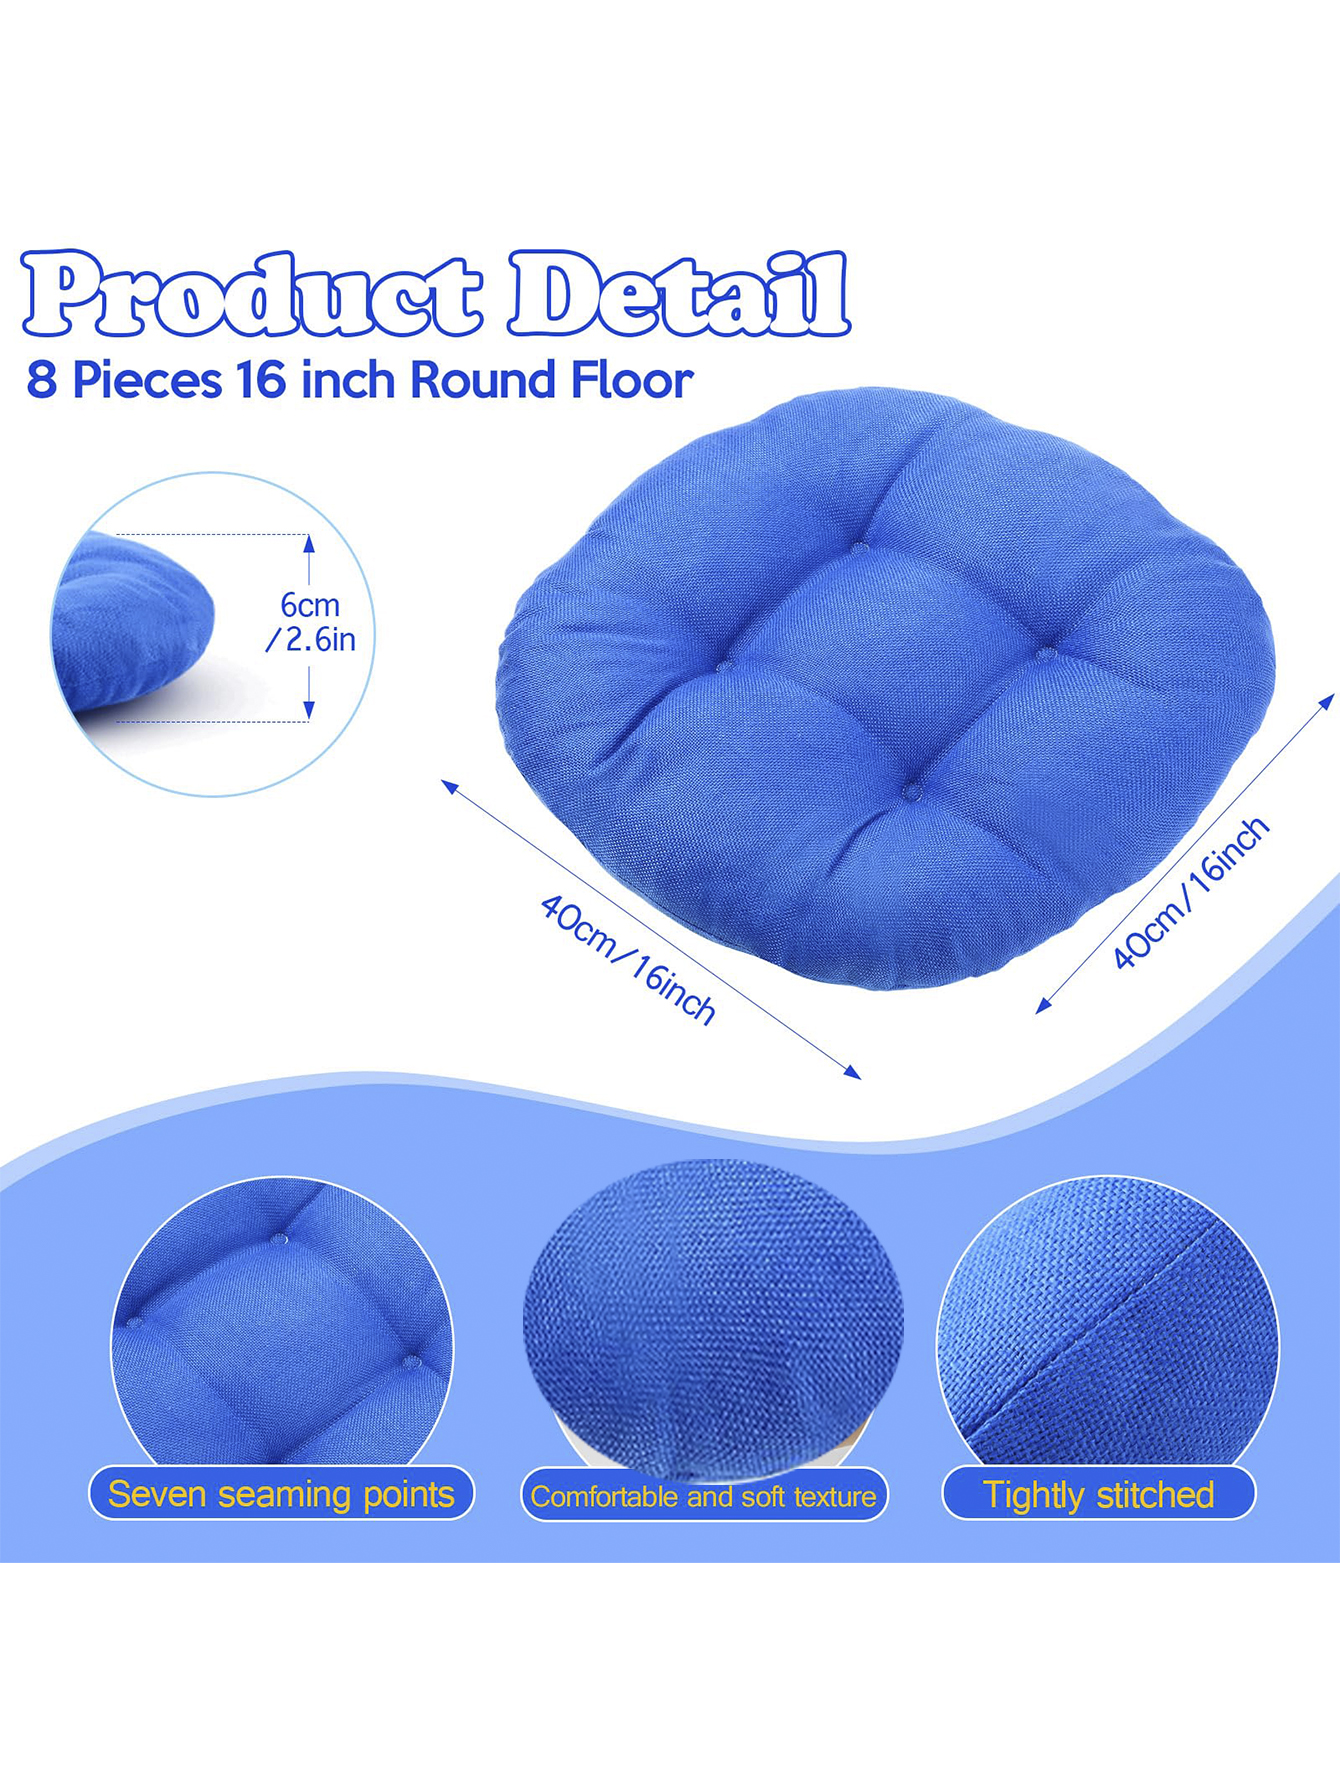 Product Detail
8 Pieces 16 inch Round Floor
6cm
/2.6in
40cm/16inch
40cm/16inch
Seven seaming points
Comfortable and soft texture
Tightly stitched